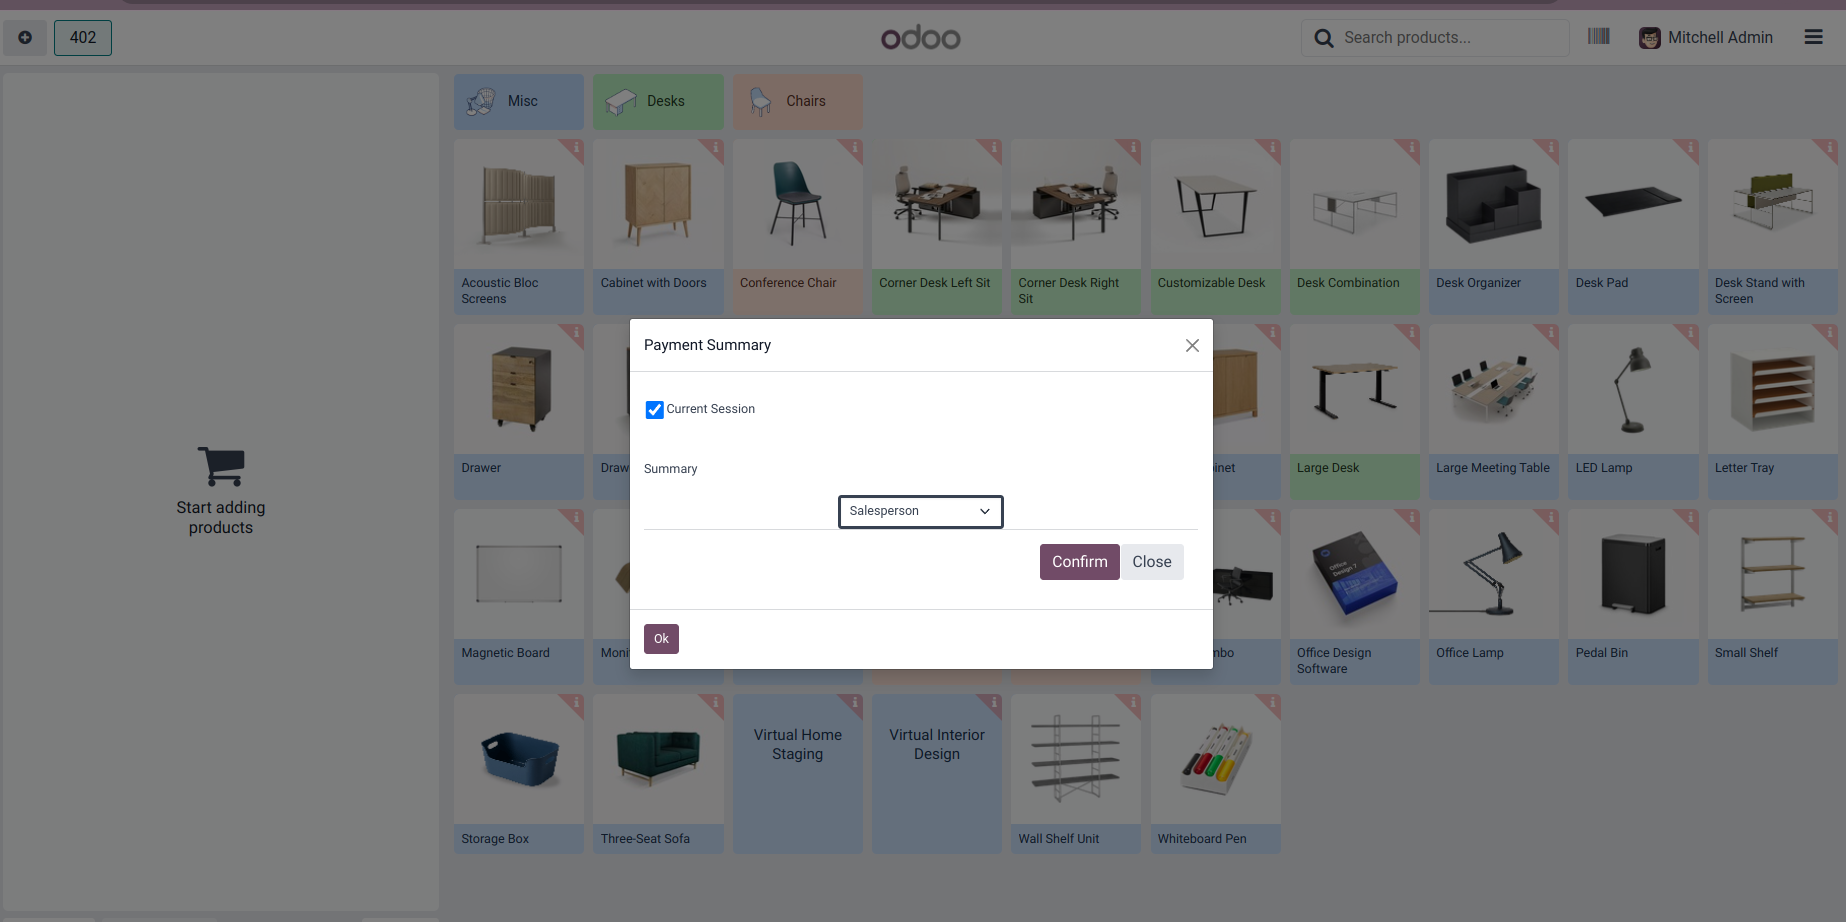 402
odoo
Search products...
Mitchell Admin
Misc
Desks
Chairs
Acoustic Bloc
Screens
Cabinet with Doors
Conference Chair
Corner Desk Left Sit
Corner Desk Right
Sit
Customizable Desk
Desk Combination
Desk Organizer
Desk Pad
Desk Stand with
Screen
Start adding
products
Payment Summary
Current Session
Summary
Salesperson
Confirm
Close
Ok
Drawer
Large Desk
Large Meeting Table
LED Lamp
Letter Tray
Magnetic Board
Office
Design 7
Office Design
Software
Office Lamp
Pedal Bin
Small Shelf
Storage Box
Three-Seat Sofa
Virtual Home
Staging
Virtual Interior
Design
Wall Shelf Unit
Whiteboard Pen